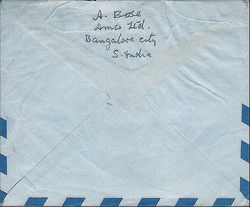 A. Bose
Amco Ltd.
Bangalore city
S. India